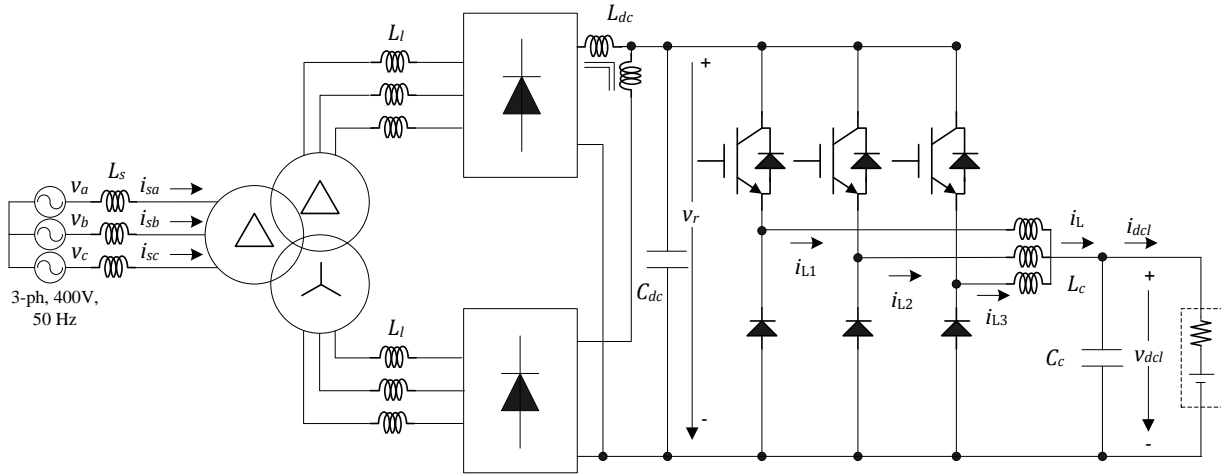 L_dc
L_l
+
L_s
v_a
i_sa
v_b
i_sb
v_c
i_sc
3-ph, 400V,
50 Hz
v_r
C_dc
i_L1
i_L2
i_L3
i_L
i_dcl
L_c
+
C_c
v_dcl
L_l
-
-